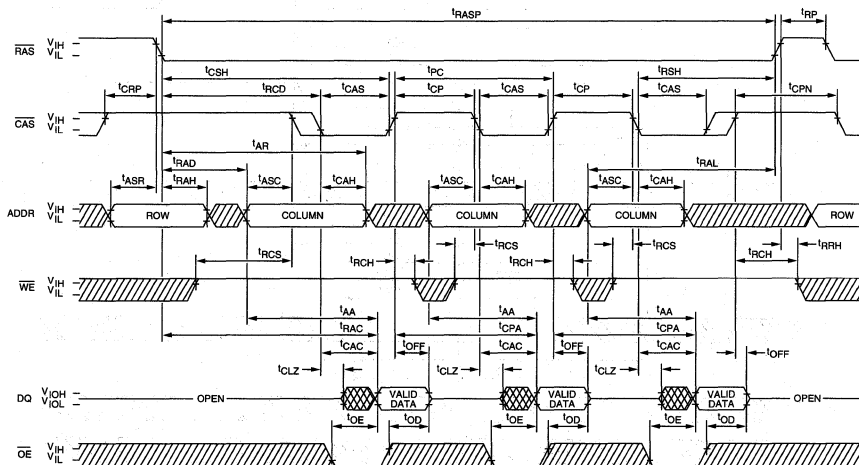 tRASP tRP
RAS VIH
VIL
tCSH tPC tRSH
tCRP tRCD tCAS tCP tCAS tCP tCAS tCPN
CAS VIH
VIL
tAR
tRAD tRAL
tASR tRAH tASC tCAH tASC tCAH tASC tCAH
ADDR VIH
VIL
ROW COLUMN COLUMN COLUMN ROW
tRCS tRCH tRCS tRCH tRCS tRCH tRRH
WE VIH
VIL
tAA tAA tAA
tRAC tCPA tCPA
tCAC tOFF tCAC tOFF tCAC tOFF
tCLZ tCLZ tCLZ
DQ VIOH
VIOL
OPEN VALID DATA VALID DATA VALID DATA OPEN
tOE tOD tOE tOD tOE tOD
OE VIH
VIL